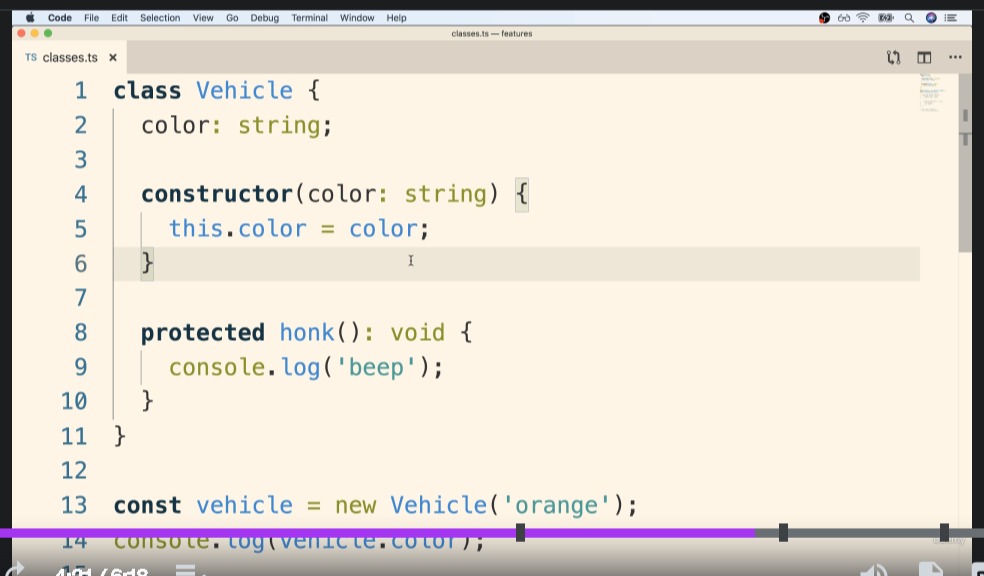 Code File Edit Selection View Go Debug Terminal Window Help
classes.ts — features
TS classes.ts ×
1 class Vehicle {
2 color: string;
3
4 constructor(color: string) {
5 this.color = color;
6 }
7
8 protected honk(): void {
9 console.log('beep');
10 }
11 }
12
13 const vehicle = new Vehicle('orange');
14 console.log(vehicle.color);